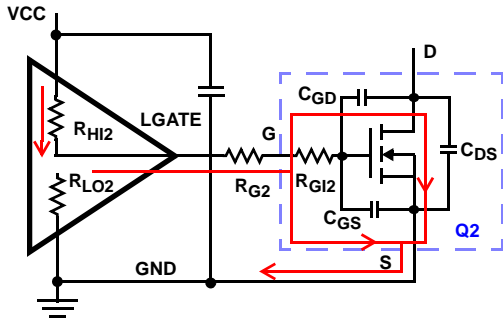 VCC
D
CGD
RHI2
LGATE
G
CDS
RLO2
RG2
RGI2
CGS
Q2
GND
S